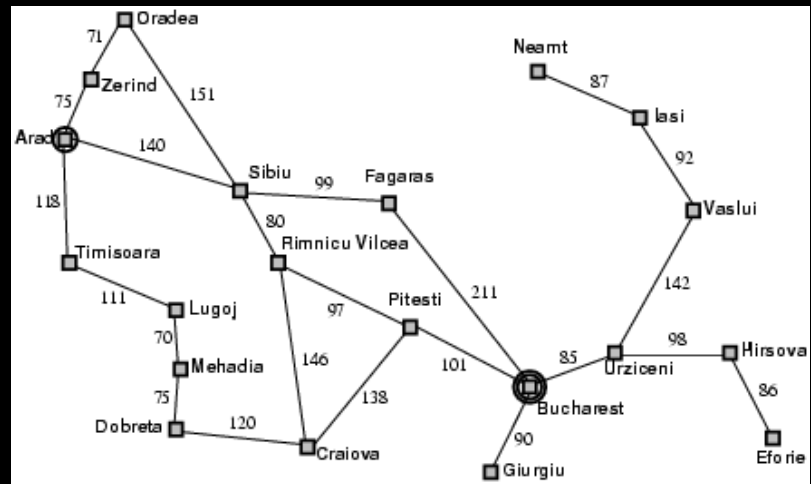 Oradea
71
Neamt
87
Zerind
151
75
Iasi
Arad
140
92
Sibiu
99
Fagaras
118
80
Vaslui
Timisoara
Rimnicu Vilcea
111
Lugoj
97
Pitesti
211
142
70
146
101
85
98
Hirsova
Mehadia
Urziceni
75
138
86
Dobreta
120
Bucharest
Craiova
90
Giurgiu
Eforie